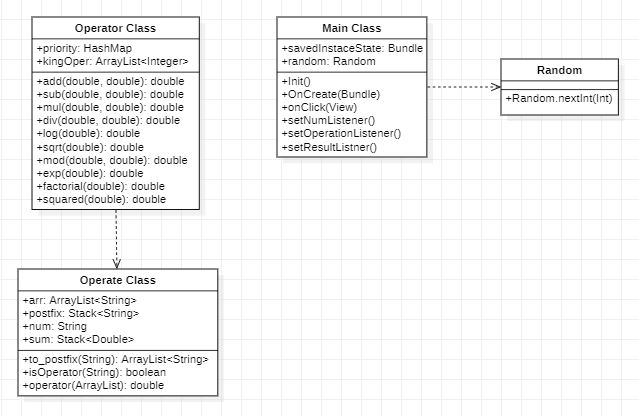 Operator Class
+priority: HashMap
+kingOper: ArrayList<Integer>
+add(double, double): double
+sub(double, double): double
+mul(double, double): double
+div(double, double): double
+log(double): double
+sqrt(double): double
+mod(double, double): double
+exp(double): double
+factorial(double): double
+squared(double): double
Main Class
+savedInstaceState: Bundle
+random: Random
+Init()
+OnCreate(Bundle)
+onClick(View)
+setNumListener()
+setOperationListener()
+setResultListner()
Random
+Random.nextInt(Int)
Operate Class
+arr: ArrayList<String>
+postfix: Stack<String>
+num: String
+sum: Stack<Double>
+to_postfix(String): ArrayList<String>
+isOperator(String): boolean
+operator(ArrayList): double